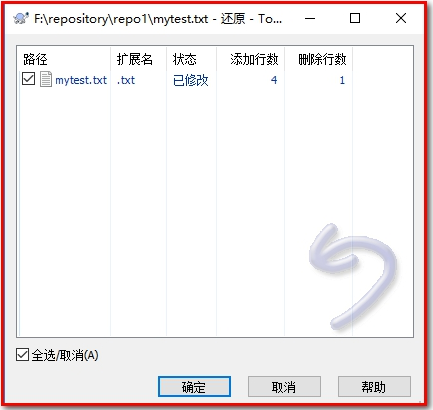 F:\repository\repo1\mytest.txt - 还原 - To...
路径 扩展名 状态 添加行数 删除行数
mytest.txt .txt 已修改 4 1
全选/取消(A)
确定 取消 帮助